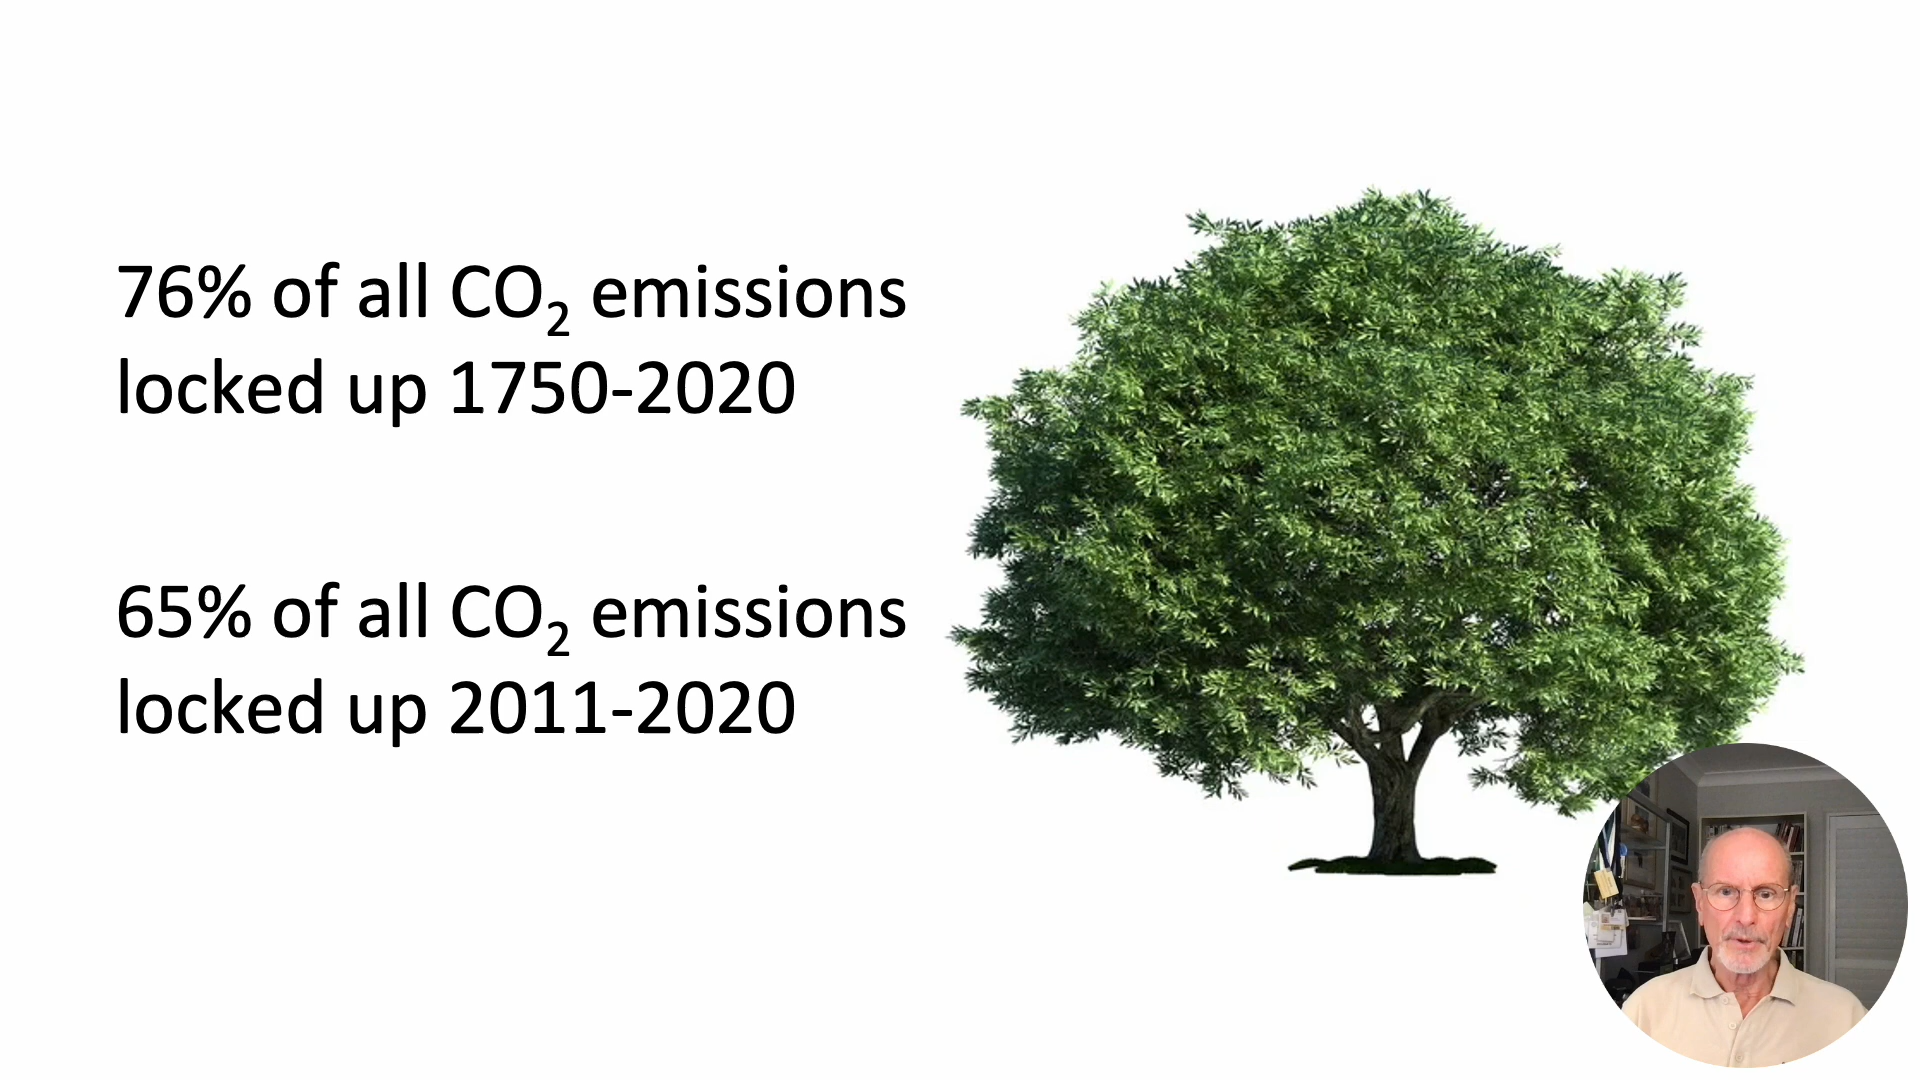 76% of all CO₂ emissions
locked up 1750-2020
65% of all CO₂ emissions
locked up 2011-2020